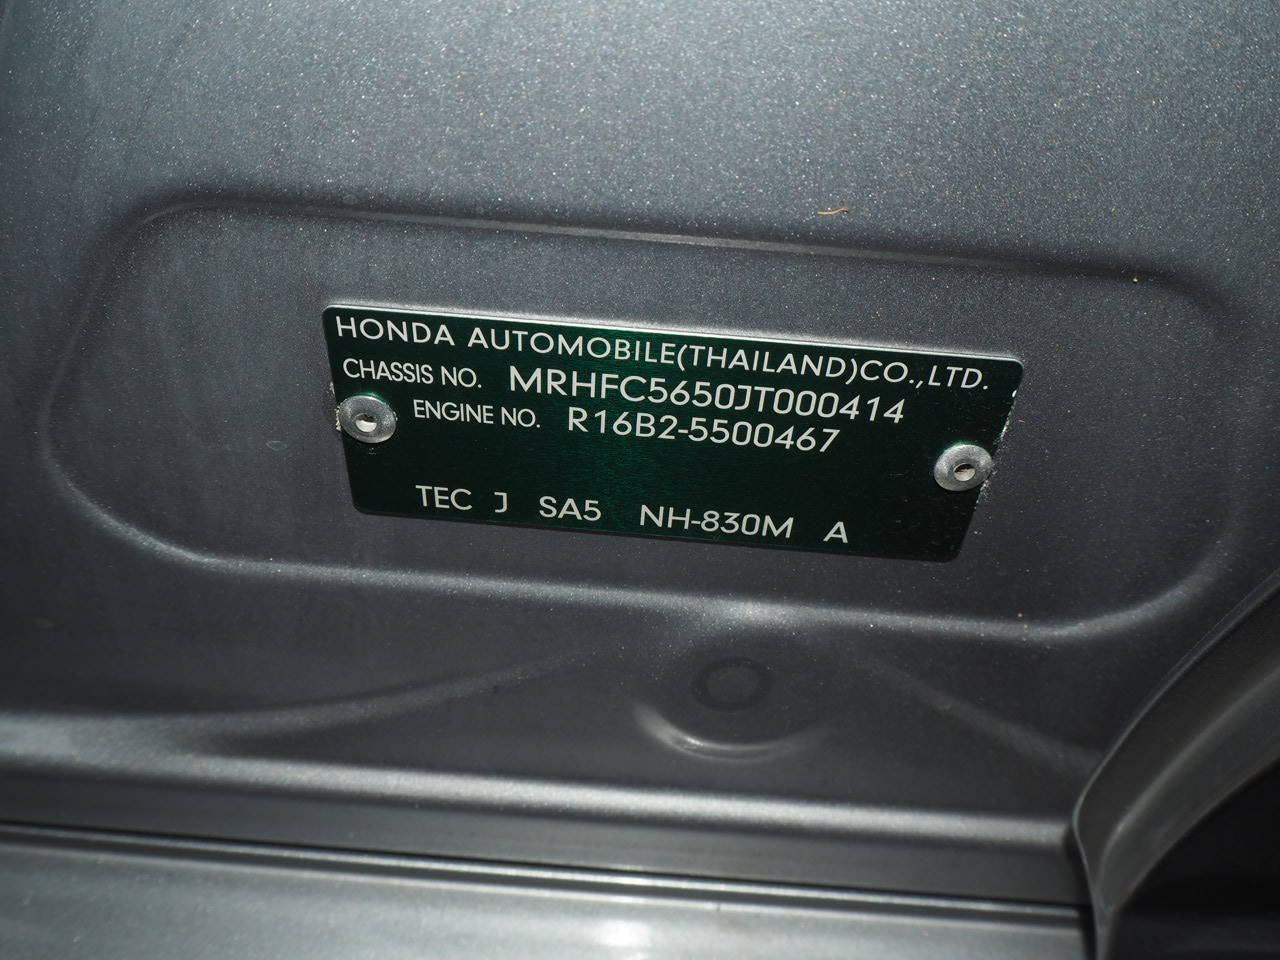 HONDA AUTOMOBILE(THAILAND)CO.,LTD.
CHASSIS NO. MRHFC5650JT000414
ENGINE NO. R16B2-5500467
TEC J SA5 NH-830M A